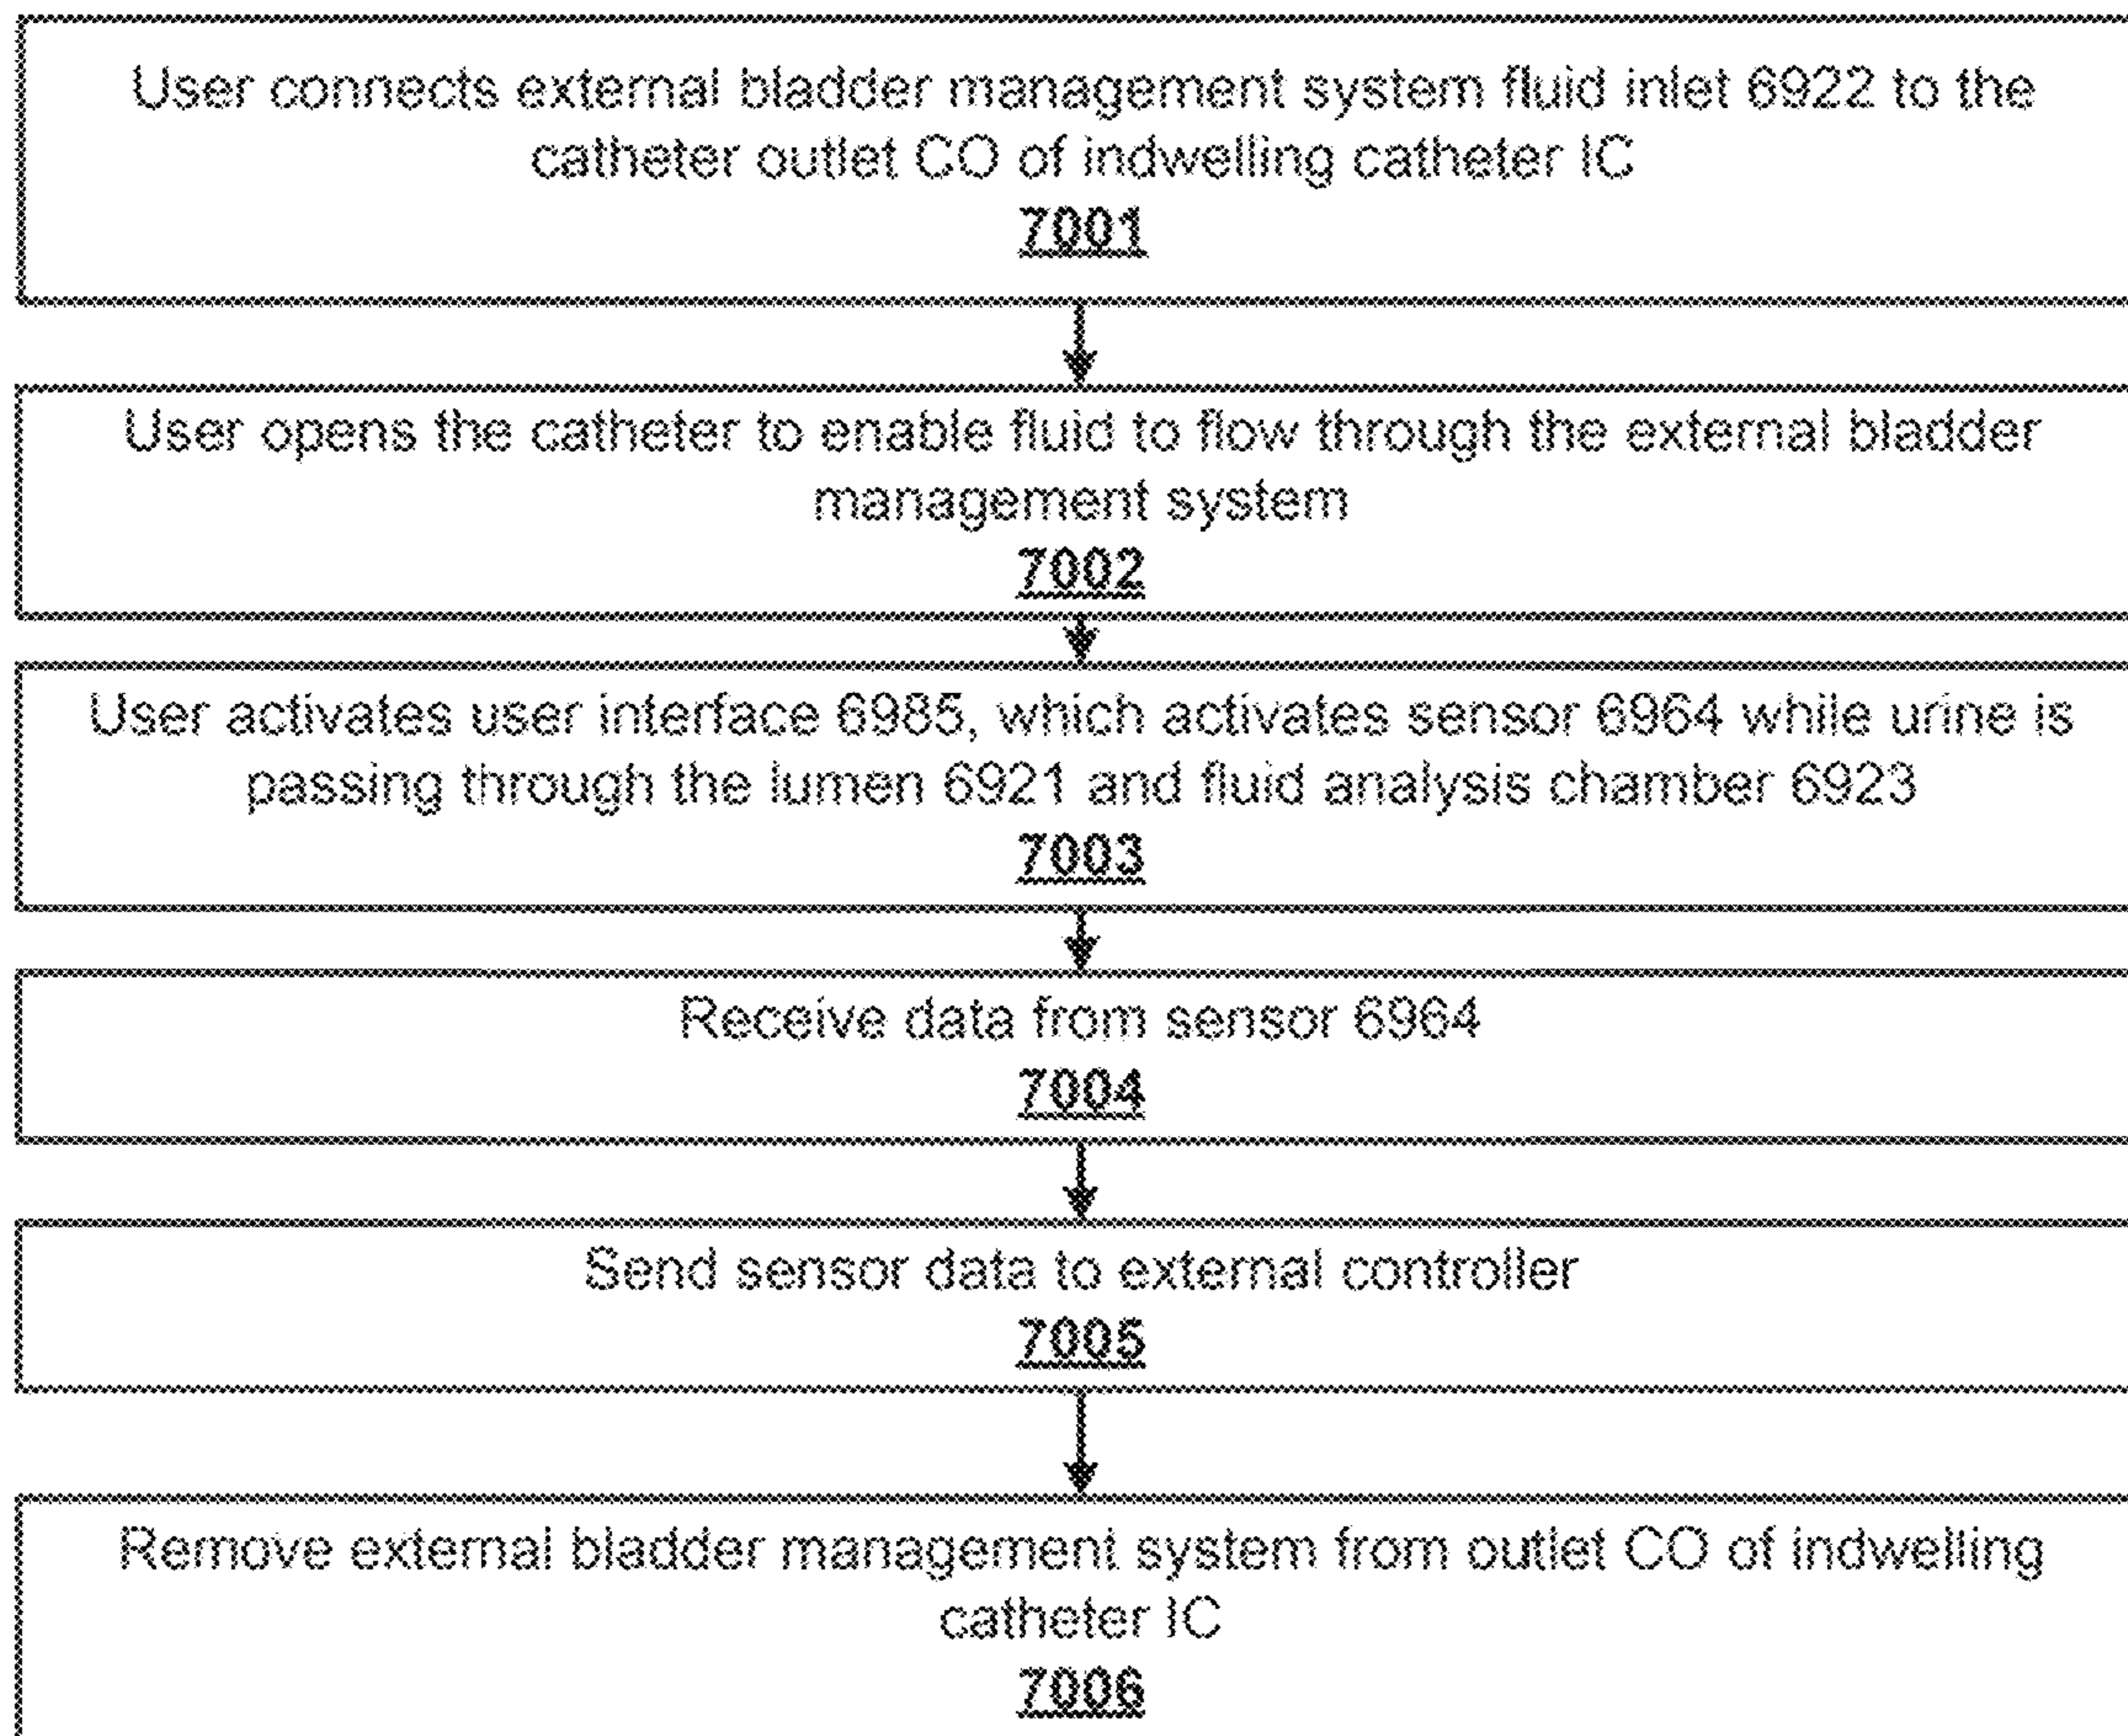 User connects external bladder management system fluid inlet 6922 to the
catheter outlet CO of indwelling catheter IC
7001
User opens the catheter to enable fluid to flow through the external bladder
management system
7002
User activates user interface 6985, which activates sensor 6964 while urine is
passing through the lumen 6921 and fluid analysis chamber 6923
7003
Receive data from sensor 6964
7004
Send sensor data to external controller
7005
Remove external bladder management system from outlet CO of indwelling
catheter IC
7006